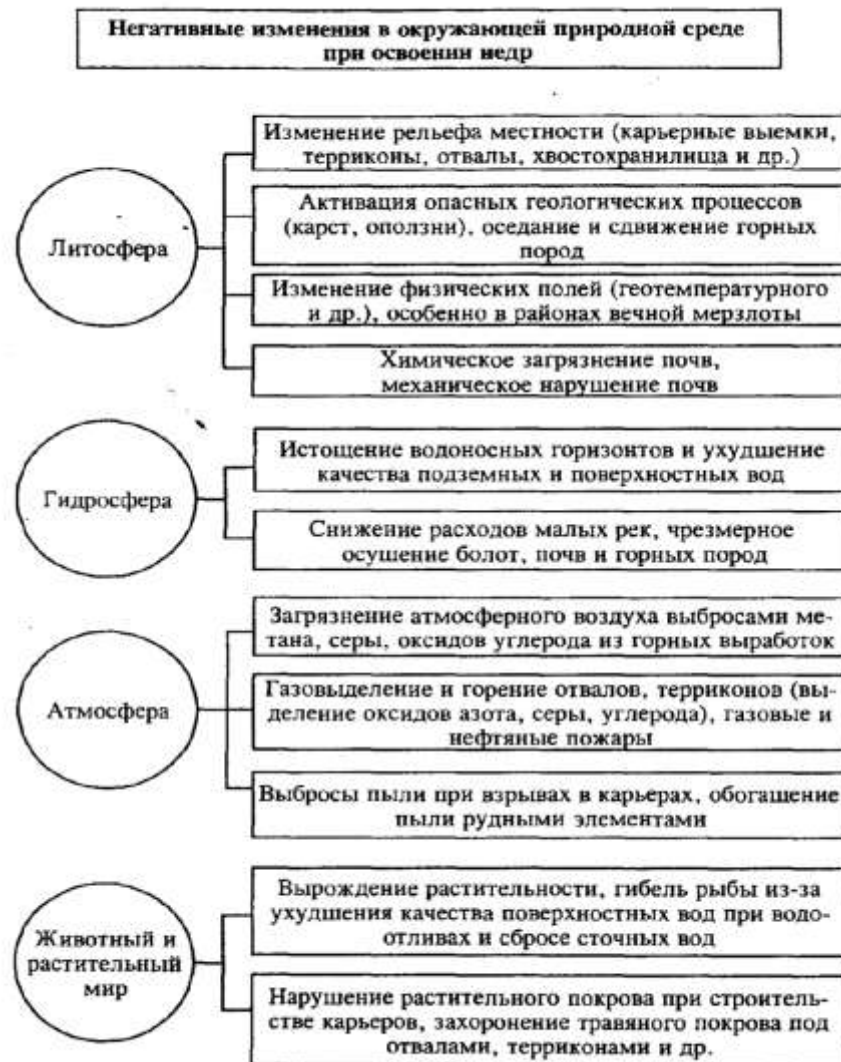 Негативные изменения в окружающей природной среде
при освоении недр
Литосфера
Изменение рельефа местности (карьерные выемки,
терриконы, отвалы, хвостохранилища и др.)
Активация опасных геологических процессов
(карст, оползни), оседание и сдвижение горных
пород
Изменение физических полей (геотемпературного
и др.), особенно в районах вечной мерзлоты
Химическое загрязнение почв,
механическое нарушение почв
Гидросфера
Истощение водоносных горизонтов и ухудшение
качества подземных и поверхностных вод
Снижение расходов малых рек, чрезмерное
осушение болот, почв и горных пород
Атмосфера
Загрязнение атмосферного воздуха выбросами ме-
тана, серы, оксидов углерода из горных выработок
Газовыделение и горение отвалов, терриконов (вы-
деление оксидов азота, серы, углерода), газовые и
нефтяные пожары
Выбросы пыли при взрывах в карьерах, обогащение
пыли рудными элементами
Животный и
растительный
мир
Вырождение растительности, гибель рыбы из-за
ухудшения качества поверхностных вод при водо-
отливах и сбросе сточных вод
Нарушение растительного покрова при строитель-
стве карьеров, захоронение травяного покрова под
отвалами, терриконами и др.